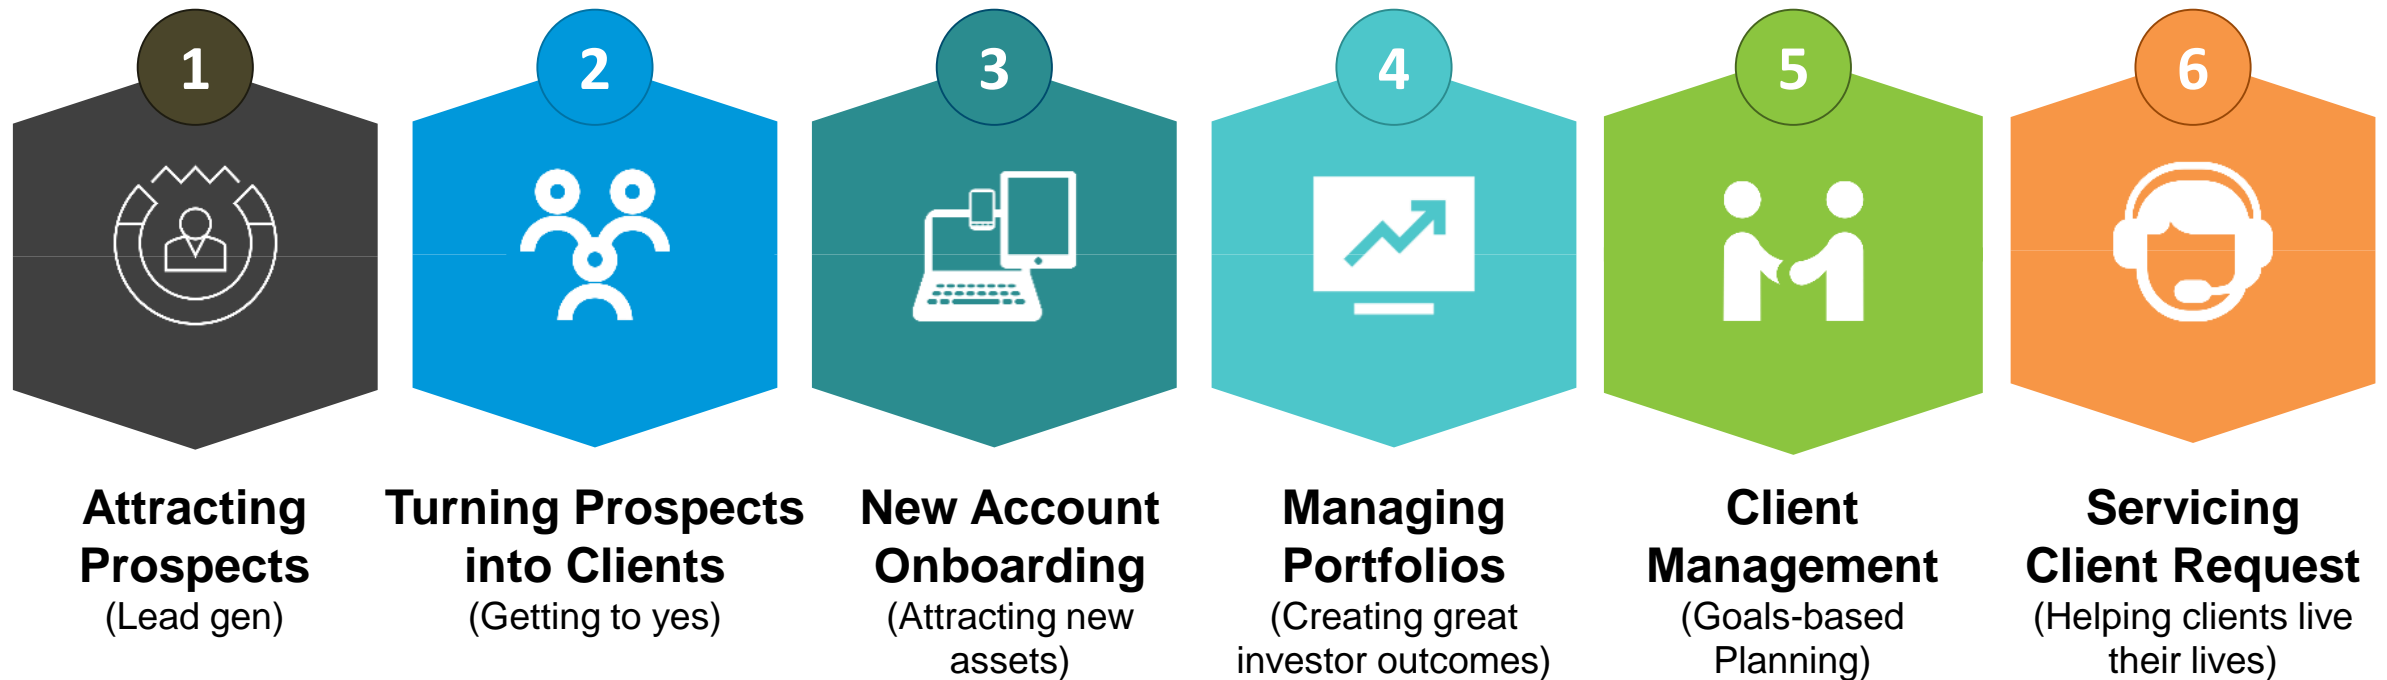 1
Attracting
Prospects
(Lead gen)
2
Turning Prospects
into Clients
(Getting to yes)
3
New Account
Onboarding
(Attracting new
assets)
4
Managing
Portfolios
(Creating great
investor outcomes)
5
Client
Management
(Goals-based
Planning)
6
Servicing
Client Request
(Helping clients live
their lives)